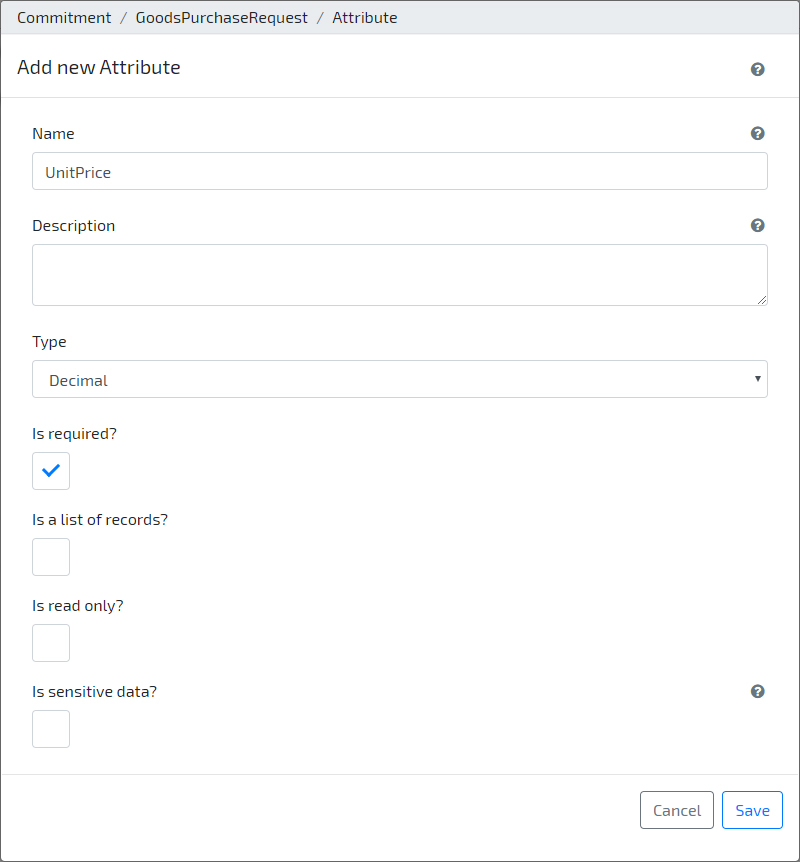 Commitment / GoodsPurchaseRequest / Attribute
Add new Attribute
Name
UnitPrice
Description
Type
Decimal
Is required?
Is a list of records?
Is read only?
Is sensitive data?
Cancel Save